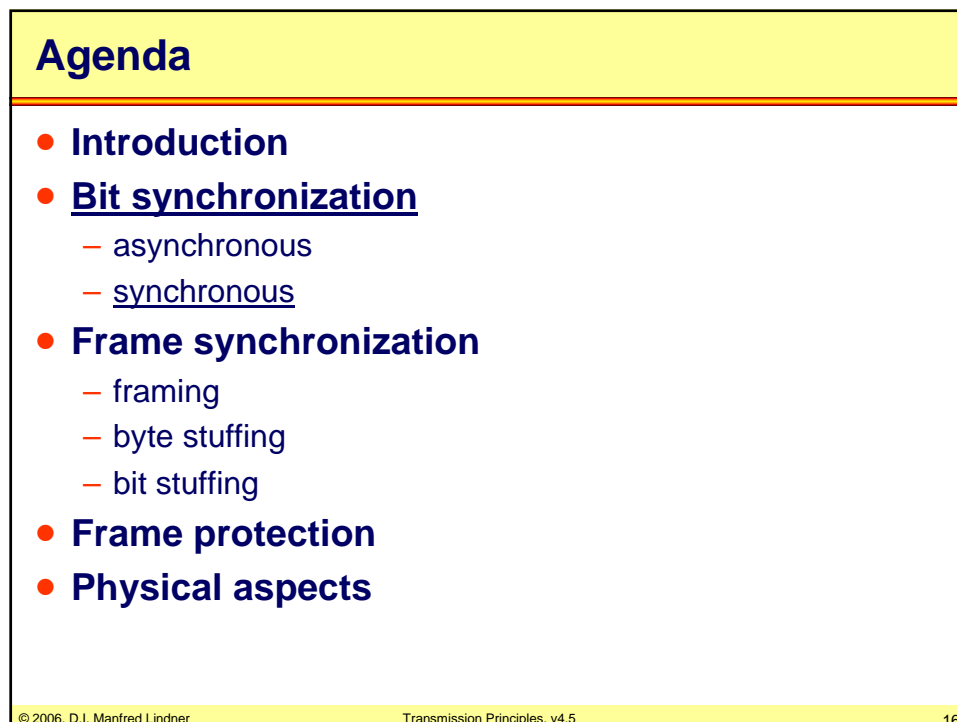 Agenda
• Introduction
• Bit synchronization
– asynchronous
– synchronous
• Frame synchronization
– framing
– byte stuffing
– bit stuffing
• Frame protection
• Physical aspects
© 2006, D.I. Manfred Lindner
Transmission Principles, v4.5
16